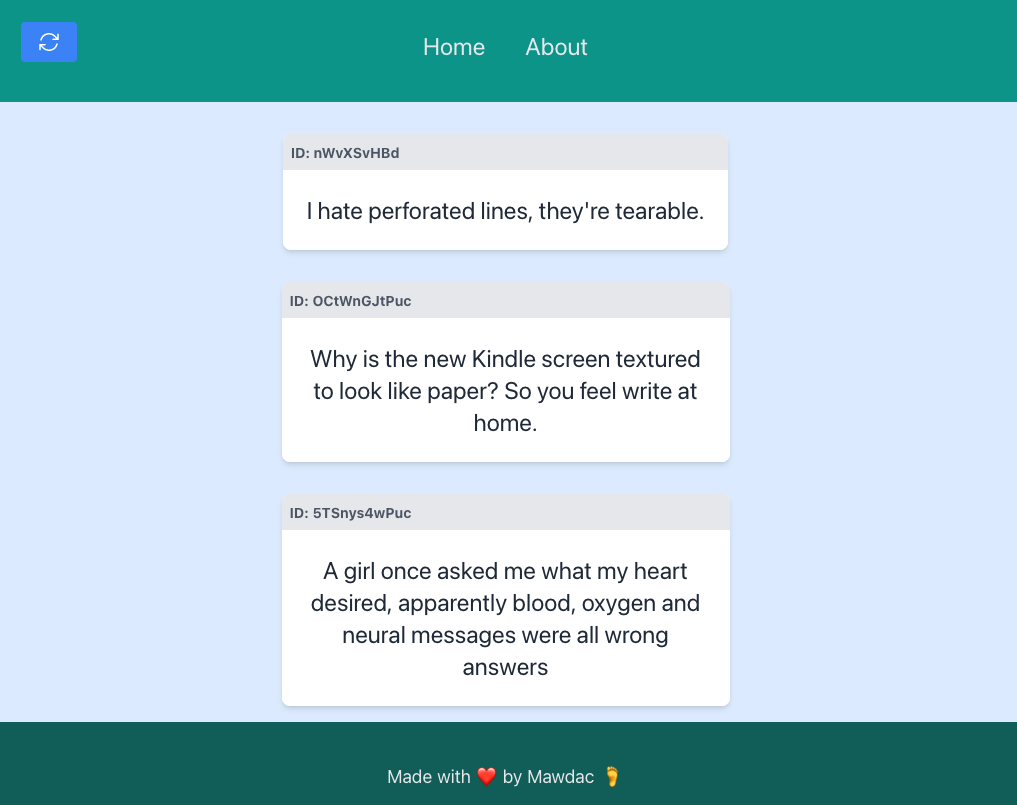 Home About
ID: nWvXSvHBd
I hate perforated lines, they're tearable.
ID: OCtWnGJtPuc
Why is the new Kindle screen textured
to look like paper? So you feel write at
home.
ID: 5TSnys4wPuc
A girl once asked me what my heart
desired, apparently blood, oxygen and
neural messages were all wrong
answers
Made with ❤️ by Mawdac 🦶